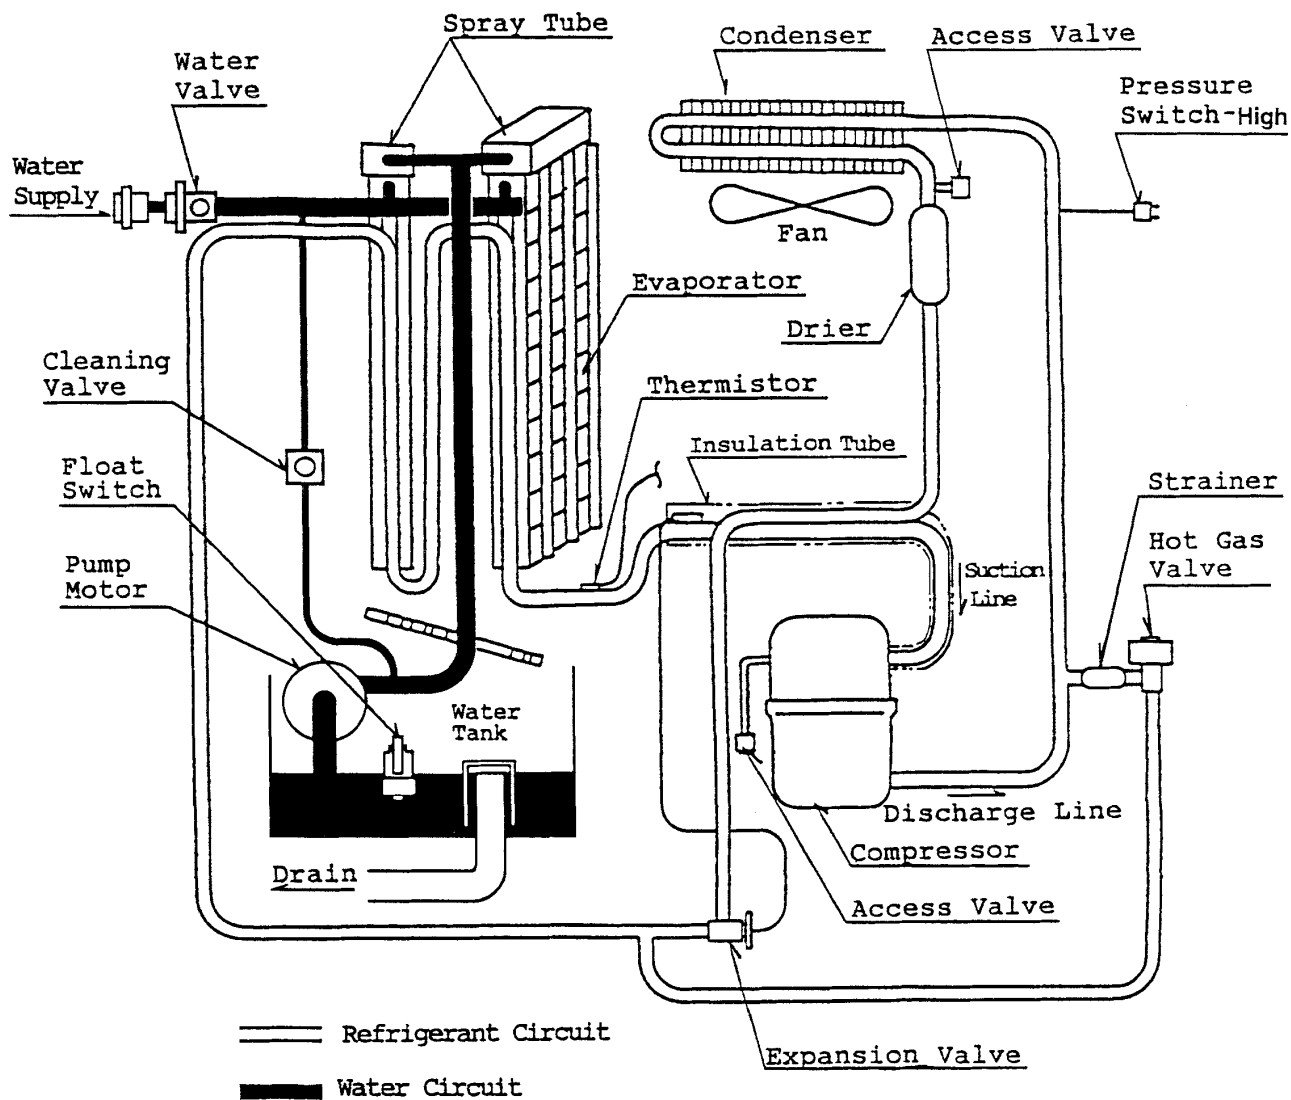 Spray Tube
Condenser
Access Valve
Water
Valve
Pressure
Switch-High
Water
Supply
Fan
Evaporator
Drier
Cleaning
Valve
Thermistor
Insulation Tube
Float
Switch
Strainer
Hot Gas
Valve
Pump
Motor
Suction
Line
Water
Tank
Discharge Line
Compressor
Drain
Access Valve
Refrigerant Circuit
Expansion Valve
Water Circuit